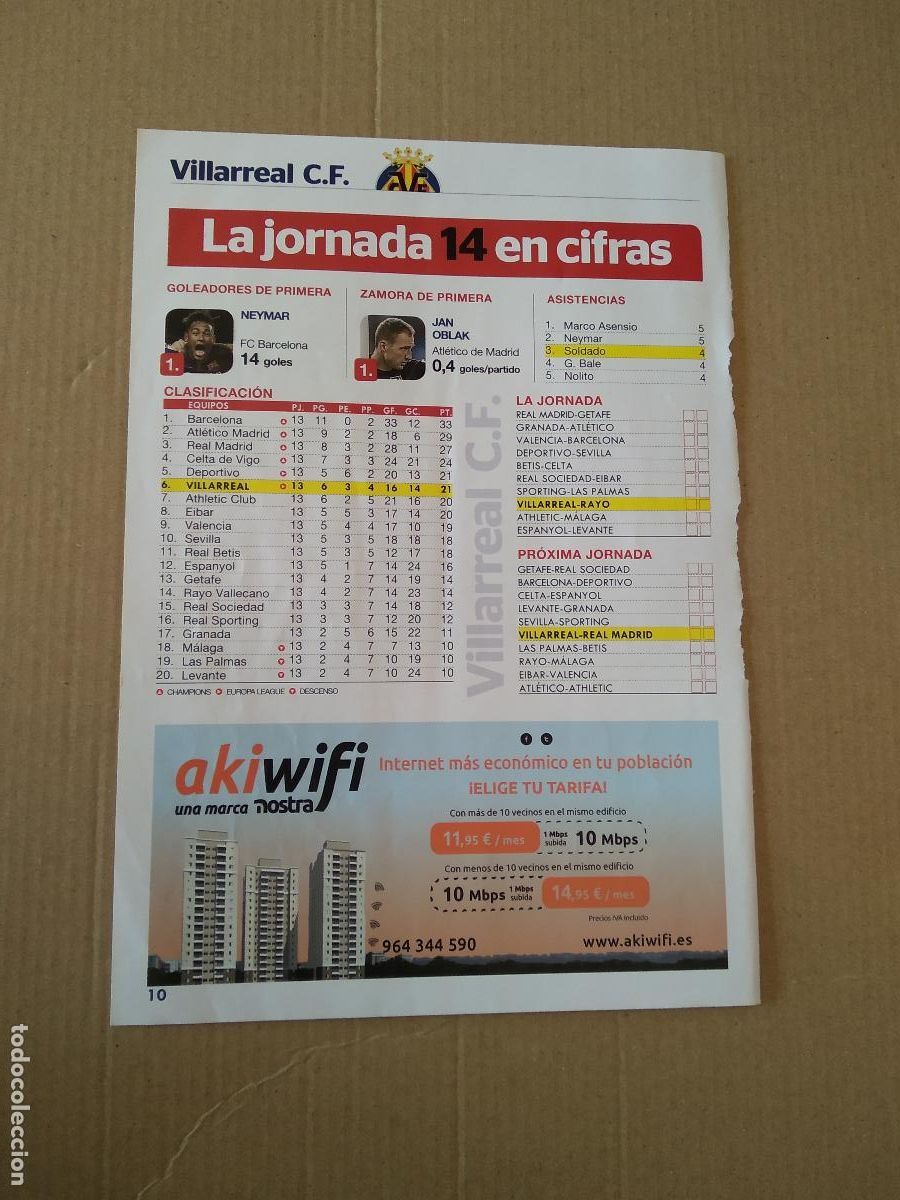 Villarreal C.F.
CVF
La jornada 14 en cifras
GOLEADORES DE PRIMERA
NEYMAR
FC Barcelona
14 goles
1.
ZAMORA DE PRIMERA
JAN
OBLAK
Atlético de Madrid
0,4 goles/partido
1.
ASISTENCIAS
1. Marco Asensio 5
2. Neymar 5
3. Soldado 4
4. G. Bale 4
5. Nolito 4
CLASIFICACIÓN
EQUIPOS PJ. PG. PE. PP. GF. GC. PT.
1. Barcelona 13 11 0 2 33 12 33
2. Atlético Madrid 13 9 2 2 18 6 29
3. Real Madrid 13 8 3 2 28 11 27
4. Celta de Vigo 13 7 3 3 24 21 24
5. Deportivo 13 5 6 2 20 13 21
6. VILLARREAL 13 6 3 4 16 14 21
7. Athletic Club 13 6 2 5 21 16 20
8. Eibar 13 5 5 3 17 14 20
9. Valencia 13 5 4 4 17 10 19
10. Sevilla 13 5 3 5 18 18 18
11. Real Betis 13 5 3 5 12 17 18
12. Espanyol 13 5 1 7 14 24 16
13. Getafe 13 4 2 7 14 19 14
14. Rayo Vallecano 13 4 2 7 14 23 14
15. Real Sociedad 13 3 3 7 14 18 12
16. Real Sporting 13 3 3 7 12 20 12
17. Granada 13 2 5 6 15 22 11
18. Málaga 13 2 4 7 7 13 10
19. Las Palmas 13 2 4 7 10 19 10
20. Levante 13 2 4 7 10 24 10
CHAMPIONS EUROPA LEAGUE DESCENSO
Villarreal C.F.
LA JORNADA
REAL MADRID-GETAFE
GRANADA-ATLÉTICO
VALENCIA-BARCELONA
DEPORTIVO-SEVILLA
BETIS-CELTA
REAL SOCIEDAD-EIBAR
SPORTING-LAS PALMAS
VILLARREAL-RAYO
ATHLETIC-MÁLAGA
ESPANYOL-LEVANTE
PRÓXIMA JORNADA
GETAFE-REAL SOCIEDAD
BARCELONA-DEPORTIVO
CELTA-ESPANYOL
LEVANTE-GRANADA
SEVILLA-SPORTING
VILLARREAL-REAL MADRID
LAS PALMAS-BETIS
RAYO-MÁLAGA
EIBAR-VALENCIA
ATLÉTICO-ATHLETIC
akiwifi
una marca nostra
Internet más económico en tu población
¡ELIGE TU TARIFA!
Con más de 10 vecinos en el mismo edificio
11,95 € / mes 1 Mbps subida 10 Mbps
Con menos de 10 vecinos en el mismo edificio
10 Mbps 1 Mbps subida 14,95 € / mes
Precios IVA incluido
964 344 590
www.akiwifi.es
10
todocoleccion